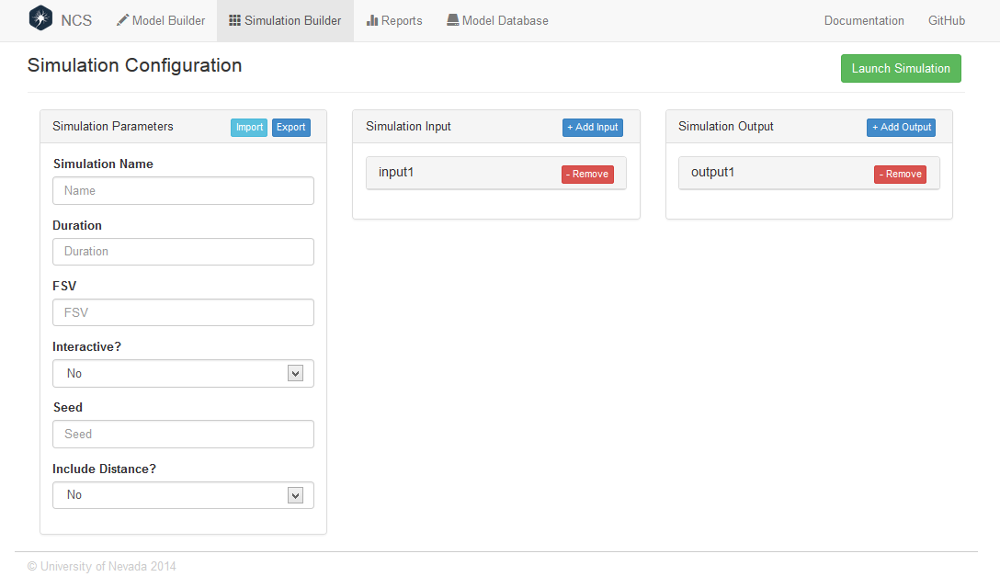 NCS Model Builder Simulation Builder Reports Model Database Documentation GitHub
Simulation Configuration Launch Simulation
Simulation Parameters Import Export
Simulation Name
Name
Duration
Duration
FSV
FSV
Interactive?
No
Seed
Seed
Include Distance?
No
Simulation Input + Add Input
input1 - Remove
Simulation Output + Add Output
output1 - Remove
© University of Nevada 2014